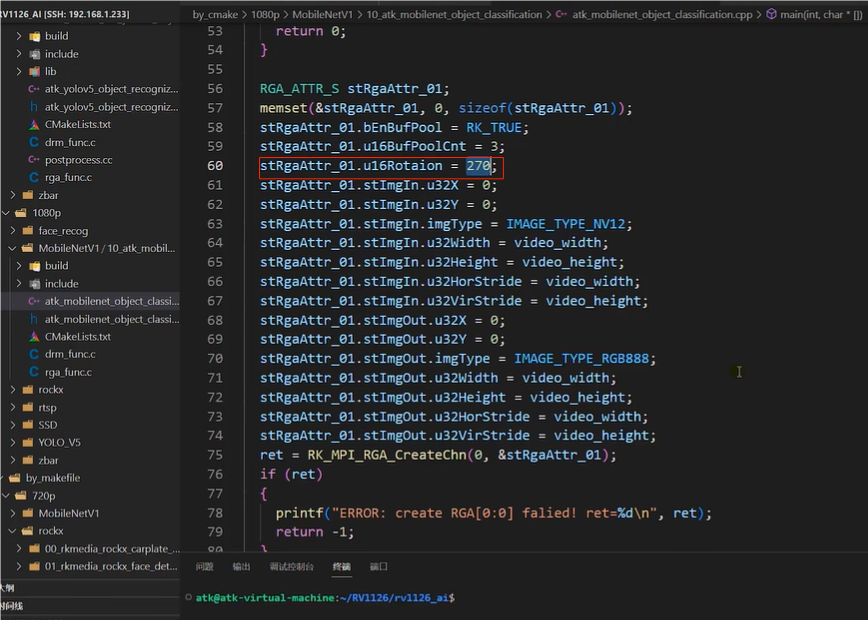 RV1126_AI [SSH: 192.168.1.233]
build
include
lib
atk_yolov5_object_recogniz...
atk_yolov5_object_recogniz...
CMakeLists.txt
drm_func.c
postprocess.cc
rga_func.c
zbar
1080p
face_recog
MobileNetV1 / 10_atk_mobil...
build
include
atk_mobilenet_object_classi...
atk_mobilenet_object_classi...
CMakeLists.txt
drm_func.c
rga_func.c
rockx
rtsp
SSD
YOLO_V5
zbar
by_makefile
720p
MobileNetV1
rockx
00_rkmedia_rockx_carplate_...
01_rkmedia_rockx_face_det...
大纲
时间线
by_cmake > 1080p > MobileNetV1 > 10_atk_mobilenet_object_classification > atk_mobilenet_object_classification.cpp > main(int, char * [])
53 return 0;
54 }
55
56 RGA_ATTR_S stRgaAttr_01;
57 memset(&stRgaAttr_01, 0, sizeof(stRgaAttr_01));
58 stRgaAttr_01.bEnBufPool = RK_TRUE;
59 stRgaAttr_01.u16BufPoolCnt = 3;
60 stRgaAttr_01.u16Rotaion = 270;
61 stRgaAttr_01.stImgIn.u32X = 0;
62 stRgaAttr_01.stImgIn.u32Y = 0;
63 stRgaAttr_01.stImgIn.imgType = IMAGE_TYPE_NV12;
64 stRgaAttr_01.stImgIn.u32Width = video_width;
65 stRgaAttr_01.stImgIn.u32Height = video_height;
66 stRgaAttr_01.stImgIn.u32HorStride = video_width;
67 stRgaAttr_01.stImgIn.u32VirStride = video_height;
68 stRgaAttr_01.stImgOut.u32X = 0;
69 stRgaAttr_01.stImgOut.u32Y = 0;
70 stRgaAttr_01.stImgOut.imgType = IMAGE_TYPE_RGB888;
71 stRgaAttr_01.stImgOut.u32Width = video_width;
72 stRgaAttr_01.stImgOut.u32Height = video_height;
73 stRgaAttr_01.stImgOut.u32HorStride = video_width;
74 stRgaAttr_01.stImgOut.u32VirStride = video_height;
75 ret = RK_MPI_RGA_CreateChn(0, &stRgaAttr_01);
76 if (ret)
77 {
78 printf("ERROR: create RGA[0:0] falied! ret=%d\n", ret);
79 return -1;
80 }
问题 输出 调试控制台 终端 端口
atk@atk-virtual-machine:~/RV1126/rv1126_ai$